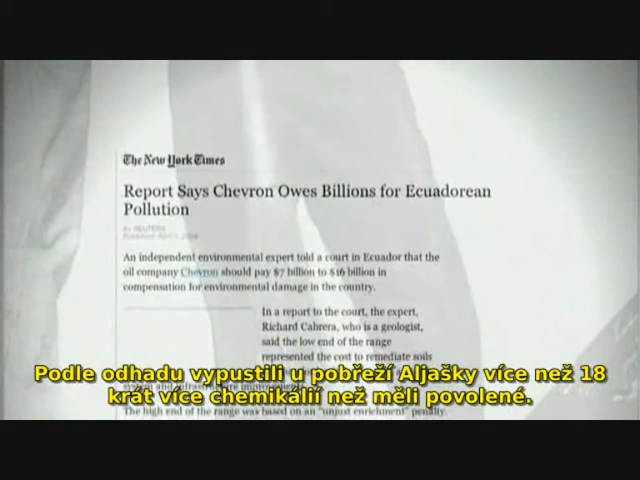 The New York Times
Report Says Chevron Owes Billions for Ecuadorean
Pollution
By REUTERS
An independent environmental expert told a court in Ecuador that the
oil company Chevron should pay $7 billion to $16 billion in
compensation for environmental damage in the country.
In a report to the court, the expert,
Richard Cabrera, who is a geologist,
said the low end of the range
represented the cost to remediate soils
Podle odhadu vypustili u pobřeží Aljašky více než 18
krát více chemikálií než měli povolené.
The high end of the range was based on an "unjust enrichment" penalty.